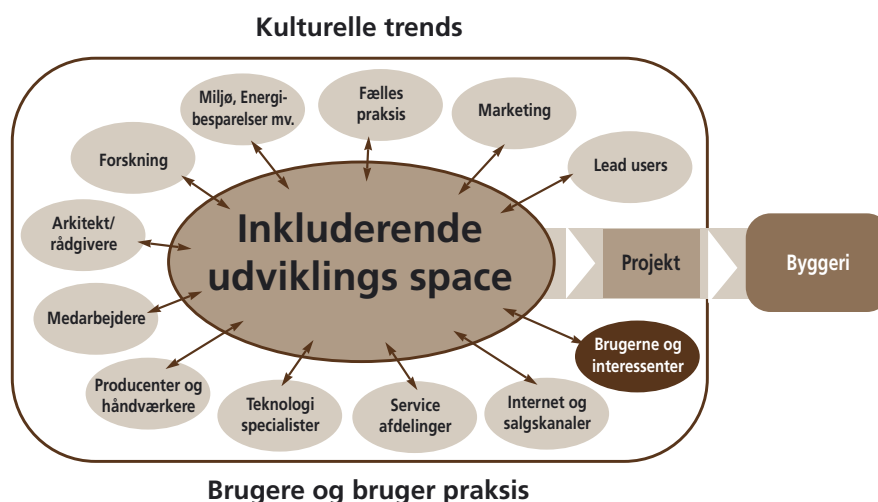 Kulturelle trends
Miljø, Energi-
besparelser mv.
Fælles
praksis
Marketing
Forskning
Lead users
Arkitekt/
rådgivere
Inkluderende
udviklings space
Projekt
Byggeri
Medarbejdere
Brugerne og
interessenter
Producenter og
håndværkere
Teknologi
specialister
Service
afdelinger
Internet og
salgskanaler
Brugere og bruger praksis